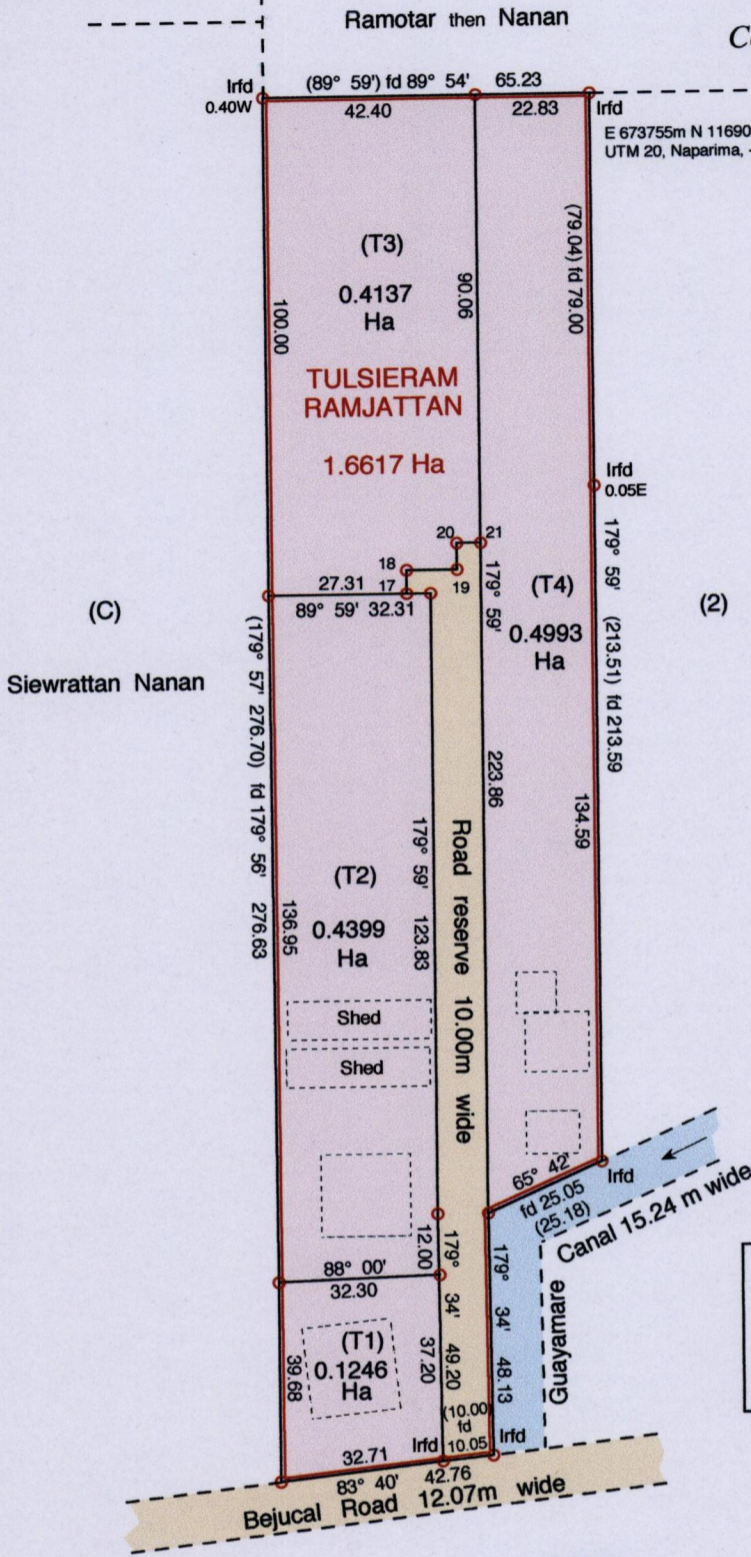 Ramotar then Nanan
Irfd
0.40W
(89° 59') fd 89° 54' 65.23
42.40
22.83
Irfd
E 673755m N 11690
UTM 20, Naparima,
(T3)
0.4137
Ha
100.00
90.06
(79.04) fd 79.00
TULSIERAM
RAMJATTAN
1.6617 Ha
Irfd
0.05E
20
21
18
19
17
27.31
89° 59' 32.31
179° 59'
179° 59' (213.51) fd 213.59
(T4)
0.4993
Ha
(C)
(2)
Siewrattan Nanan
(179° 57' 276.70) fd 179° 56' 276.63
223.86
134.59
Road reserve 10.00m wide
179° 59' 123.83
(T2)
0.4399
Ha
136.95
Shed
Shed
65° 42'
fd 25.05
(25.18)
Irfd
Canal 15.24 m wide
Guayamare
12.00
88° 00'
32.30
179° 34' 49.20
179° 34' 48.13
37.20
(T1)
0.1246
Ha
39.68
(10.00
fd
10.05
Irfd
Irfd
32.71
83° 40' 42.76
Bejucal Road 12.07m wide